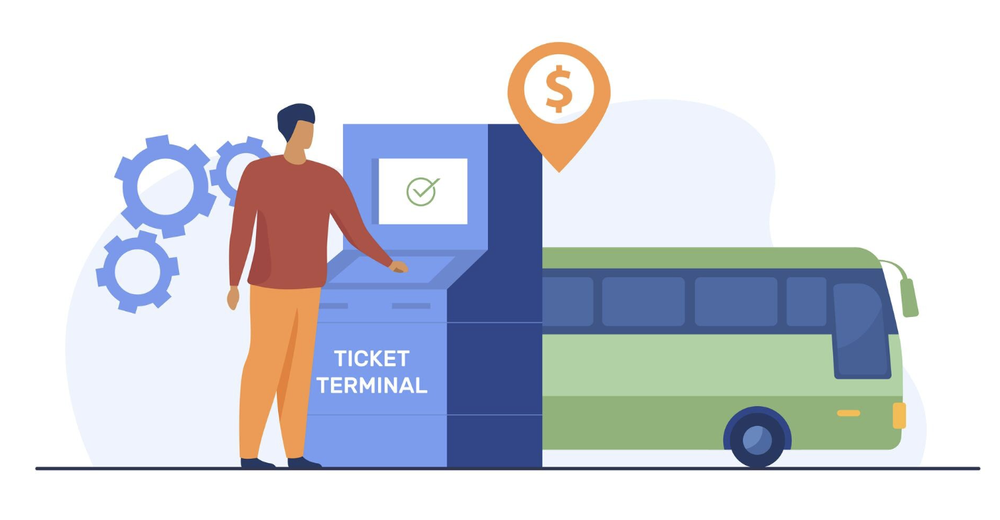 $
TICKET
TERMINAL